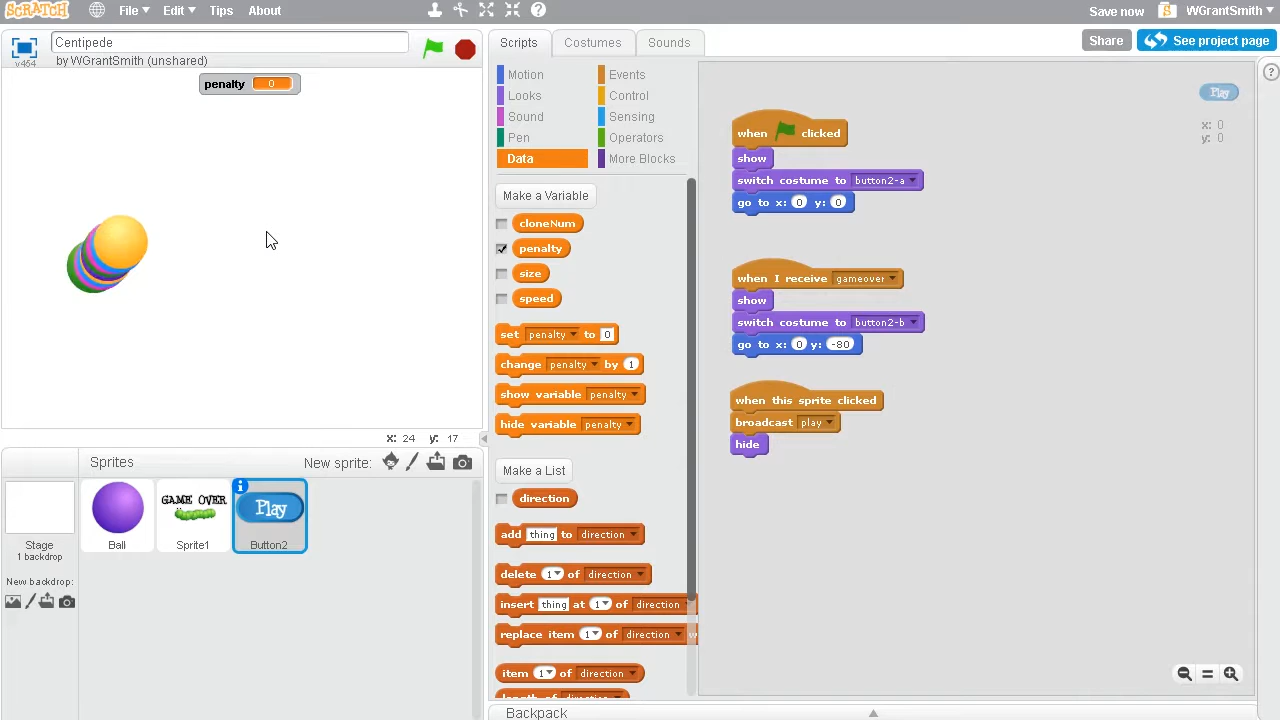 SCRATCH File Edit Tips About Save now WGrantSmith
v464 Centipede
by WGrantSmith (unshared)
Scripts Costumes Sounds Share See project page
penalty 0
Motion Events
Looks Control
Sound Sensing
Pen Operators
Data More Blocks
Make a Variable
cloneNum
penalty
size
speed
set penalty to 0
change penalty by 1
show variable penalty
hide variable penalty
Make a List
direction
add thing to direction
delete 1 of direction
insert thing at 1 of direction
replace item 1 of direction w
item 1 of direction
length of direction
when clicked
show
switch costume to button2-a
go to x: 0 y: 0
when I receive gameover
show
switch costume to button2-b
go to x: 0 y: -80
when this sprite clicked
broadcast play
hide
Play
x: 0
y: 0
?
x: 24 y: 17
Sprites New sprite:
Stage
1 backdrop
New backdrop:
Ball
GAME OVER
Sprite1
i
Play
Button2
Backpack